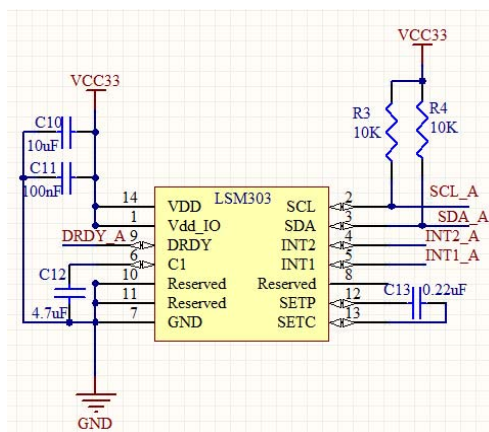 VCC33
VCC33
C10
10uF
C11
100nF
R3
10K
R4
10K
LSM303
14 VDD SCL 2 SCL_A
1 Vdd_IO SDA 3 SDA_A
DRDY_A 9 DRDY INT2 4 INT2_A
6 C1 INT1 5 INT1_A
10 Reserved Reserved 8
11 Reserved SETP 12
7 GND SETC 13
C12
4.7uF
C13 0.22uF
GND